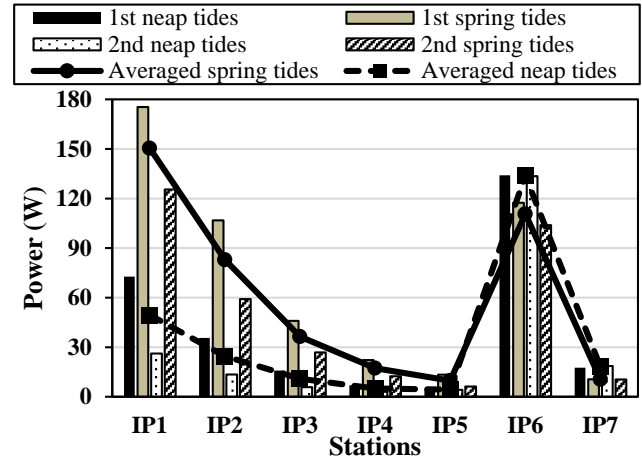 1st neap tides 1st spring tides
2nd neap tides 2nd spring tides
Averaged spring tides Averaged neap tides
180
150
120
90
60
30
0
Power (W)
IP1 IP2 IP3 IP4 IP5 IP6 IP7
Stations